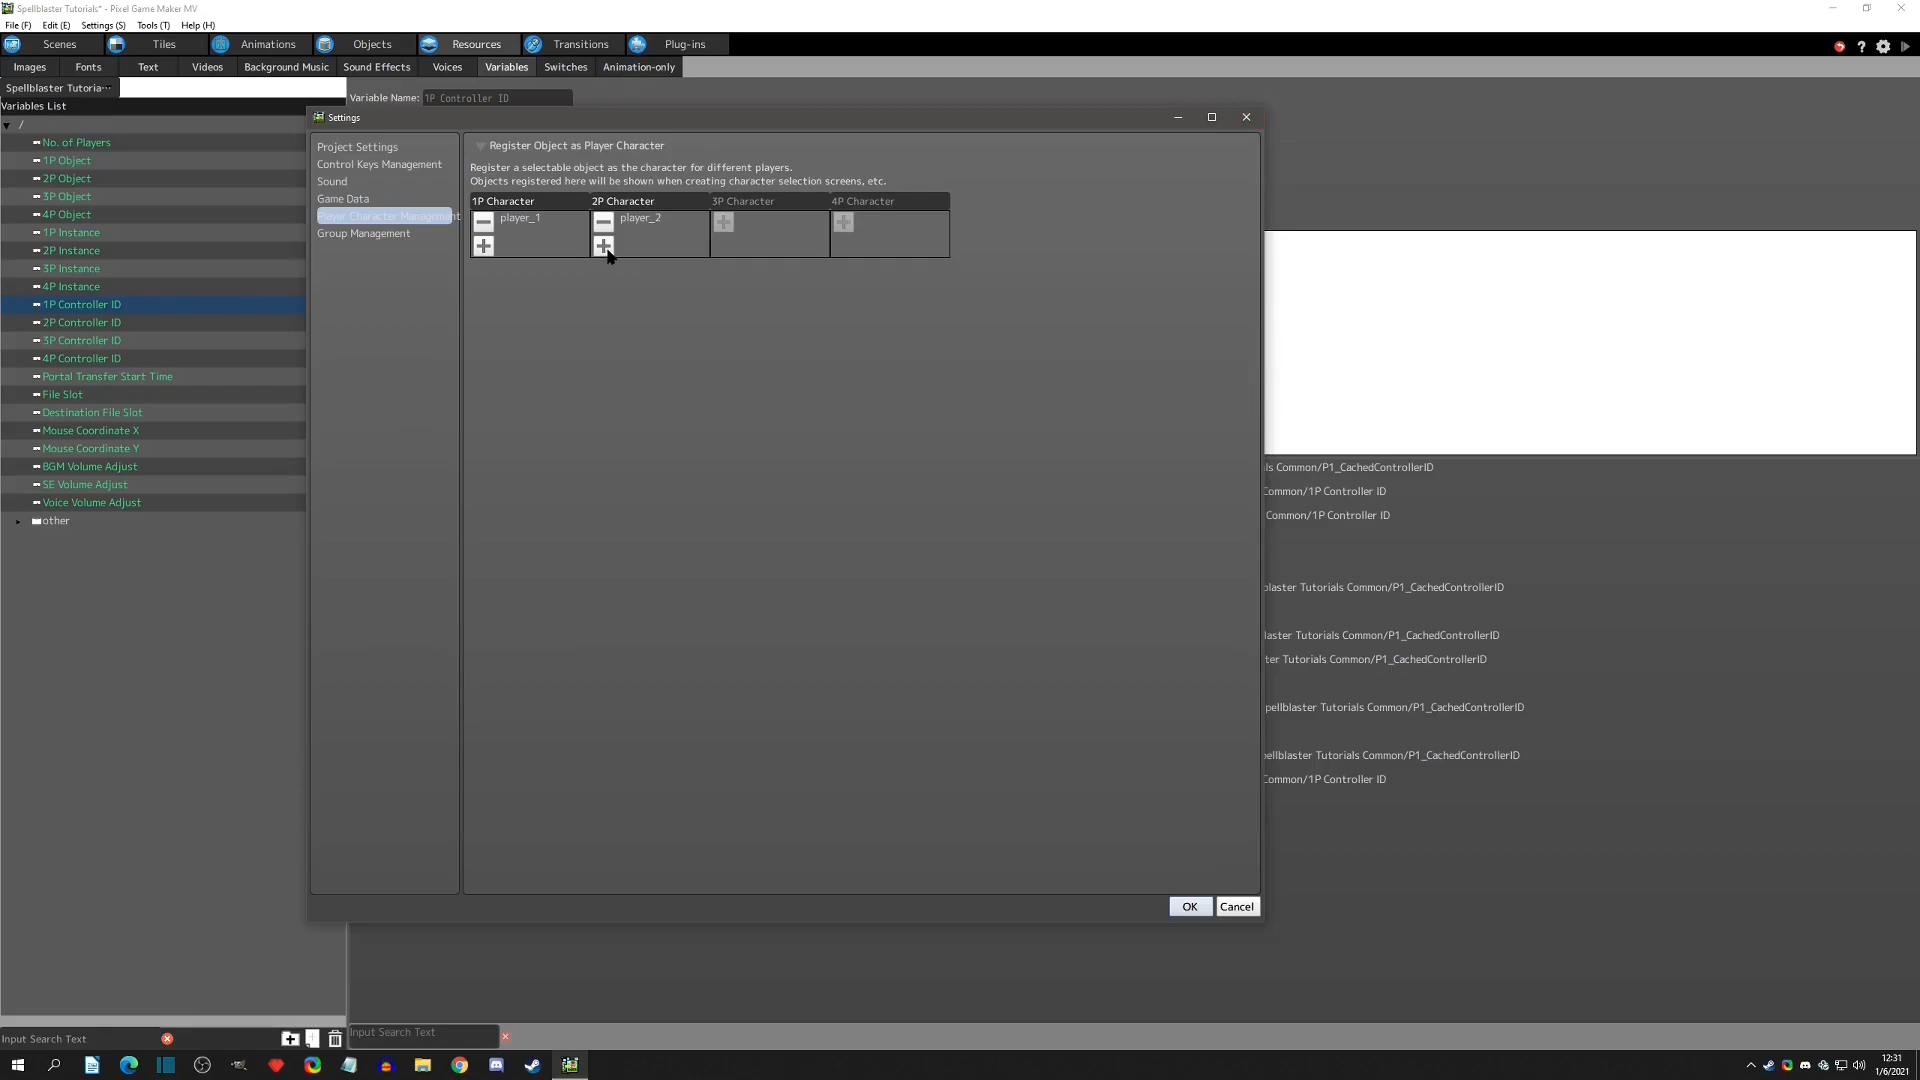 Spellblaster Tutorials* - Pixel Game Maker MV
File (F) Edit (E) Settings (S) Tools (T) Help (H)
Scenes Tiles Animations Objects Resources Transitions Plug-ins
Images Fonts Text Videos Background Music Sound Effects Voices Variables Switches Animation-only
Spellblaster Tutoria···
Variables List
/
No. of Players
1P Object
2P Object
3P Object
4P Object
1P Instance
2P Instance
3P Instance
4P Instance
1P Controller ID
2P Controller ID
3P Controller ID
4P Controller ID
Portal Transfer Start Time
File Slot
Destination File Slot
Mouse Coordinate X
Mouse Coordinate Y
BGM Volume Adjust
SE Volume Adjust
Voice Volume Adjust
other
Input Search Text
Variable Name: 1P Controller ID
Settings
Project Settings
Control Keys Management
Sound
Game Data
Player Character Management
Group Management
Register Object as Player Character
Register a selectable object as the character for different players.
Objects registered here will be shown when creating character selection screens, etc.
1P Character 2P Character 3P Character 4P Character
player_1 player_2
OK Cancel
ls Common/P1_CachedControllerID
Common/1P Controller ID
Common/1P Controller ID
blaster Tutorials Common/P1_CachedControllerID
laster Tutorials Common/P1_CachedControllerID
ter Tutorials Common/P1_CachedControllerID
pellblaster Tutorials Common/P1_CachedControllerID
pellblaster Tutorials Common/P1_CachedControllerID
Common/1P Controller ID
Input Search Text
12:31
1/6/2021